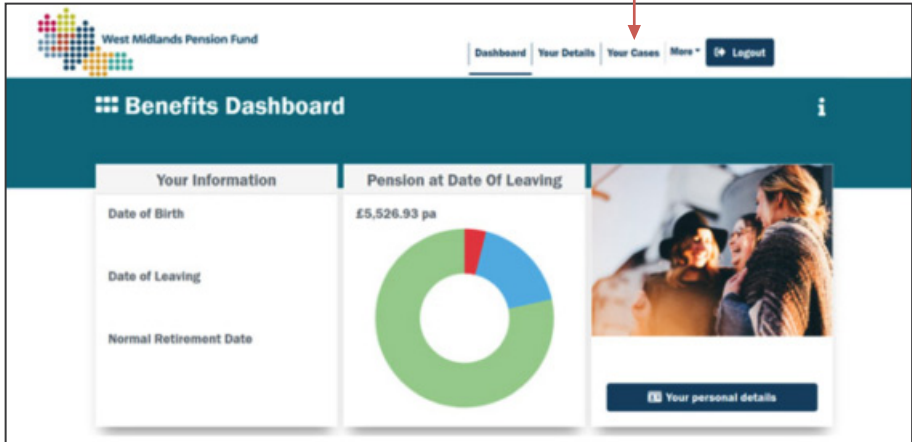 West Midlands Pension Fund
Dashboard Your Details Your Cases More Logout
Benefits Dashboard
i
Your Information
Date of Birth
Date of Leaving
Normal Retirement Date
Pension at Date Of Leaving
£5,526.93 pa
Your personal details